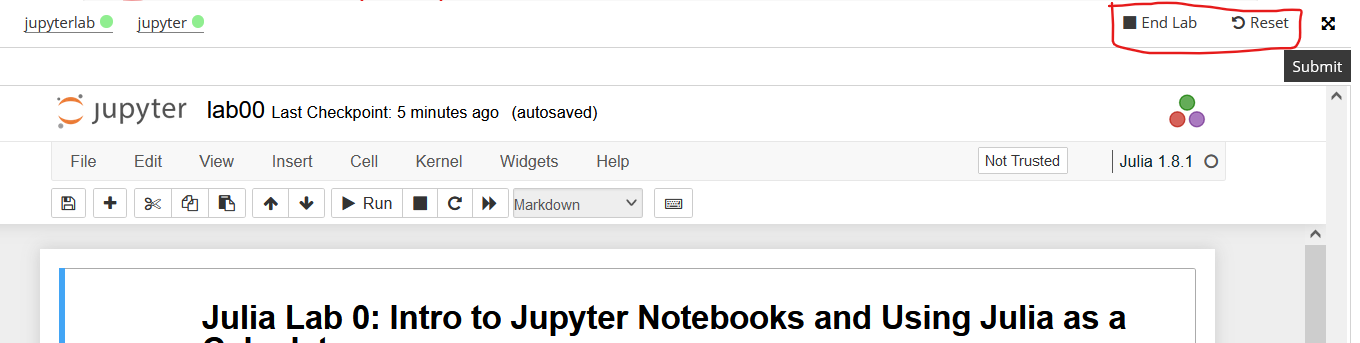 jupyterlab jupyter End Lab Reset
Submit
jupyter lab00 Last Checkpoint: 5 minutes ago (autosaved)
File Edit View Insert Cell Kernel Widgets Help Not Trusted Julia 1.8.1
Run Markdown
Julia Lab 0: Intro to Jupyter Notebooks and Using Julia as a